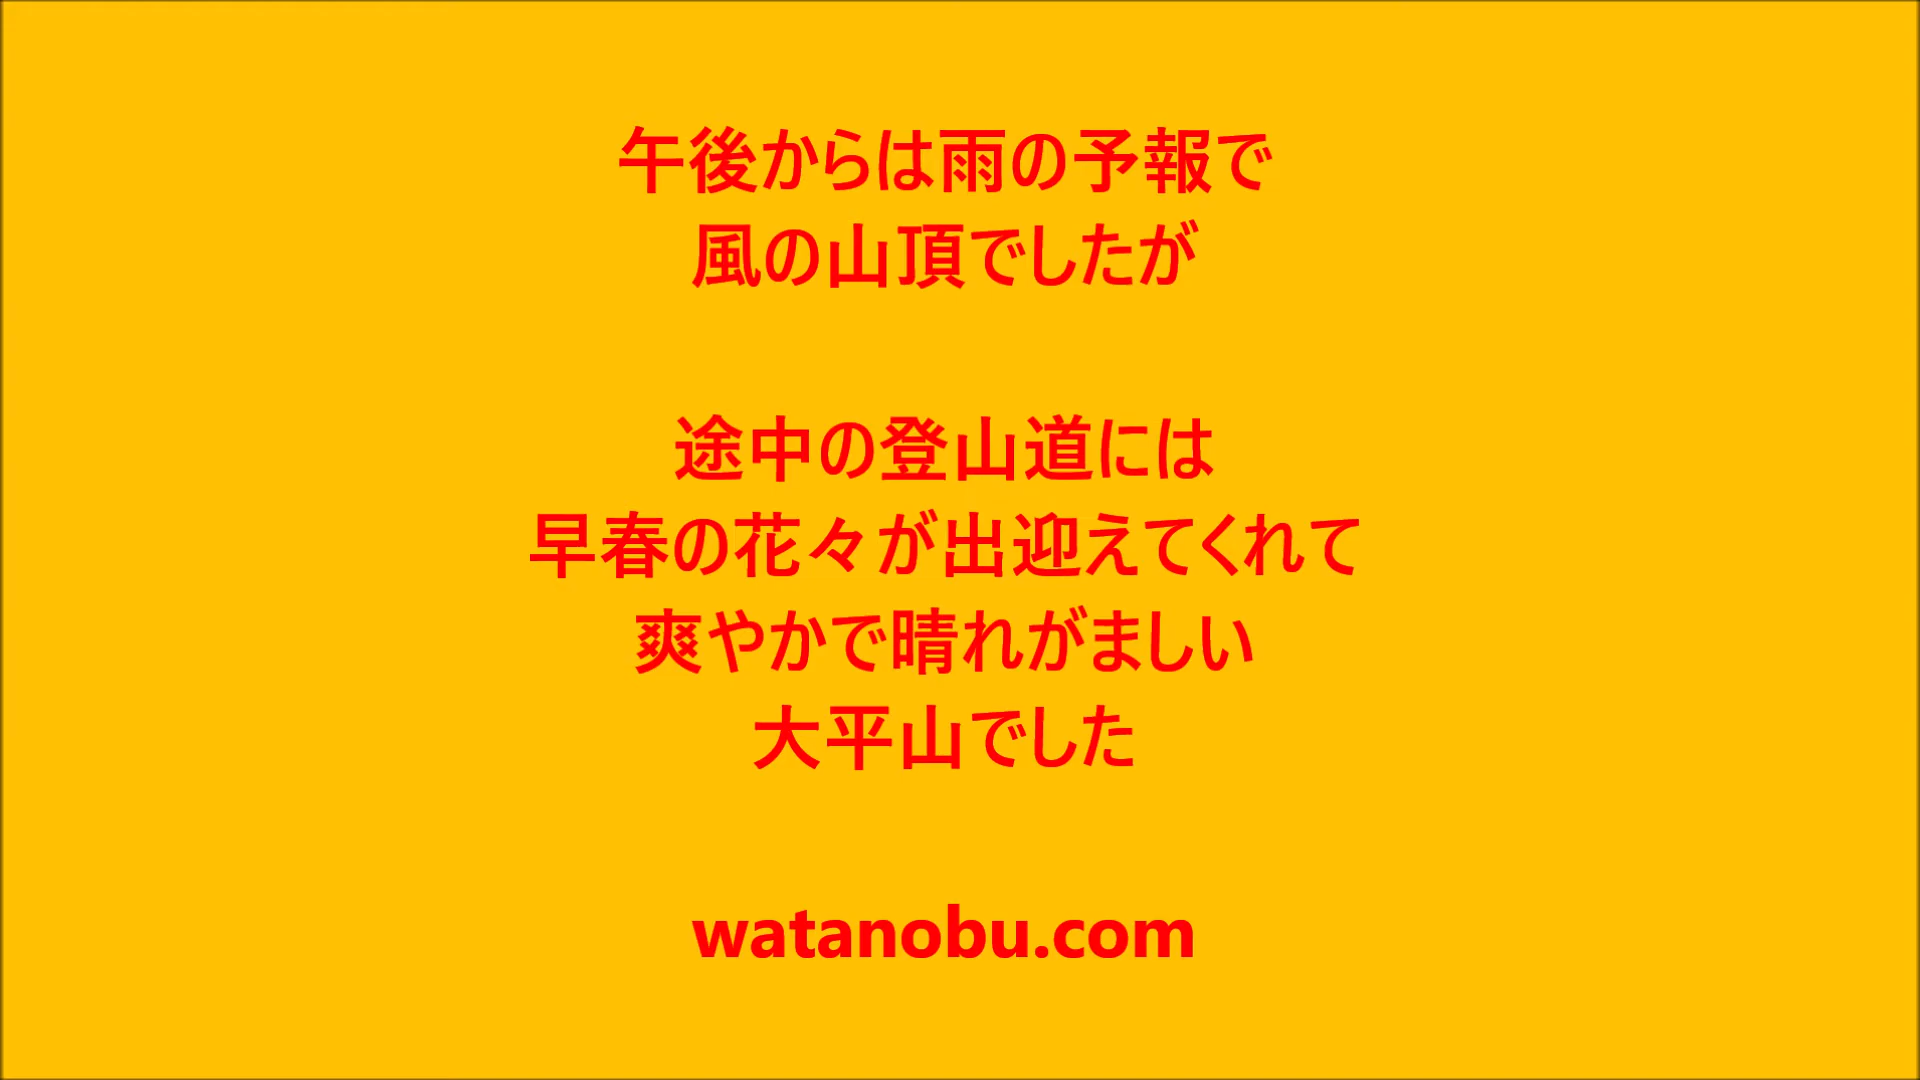 午後からは雨の予報で
風の山頂でしたが
途中の登山道には
早春の花々が出迎えてくれて
爽やかで晴れがましい
大平山でした
watanobu.com